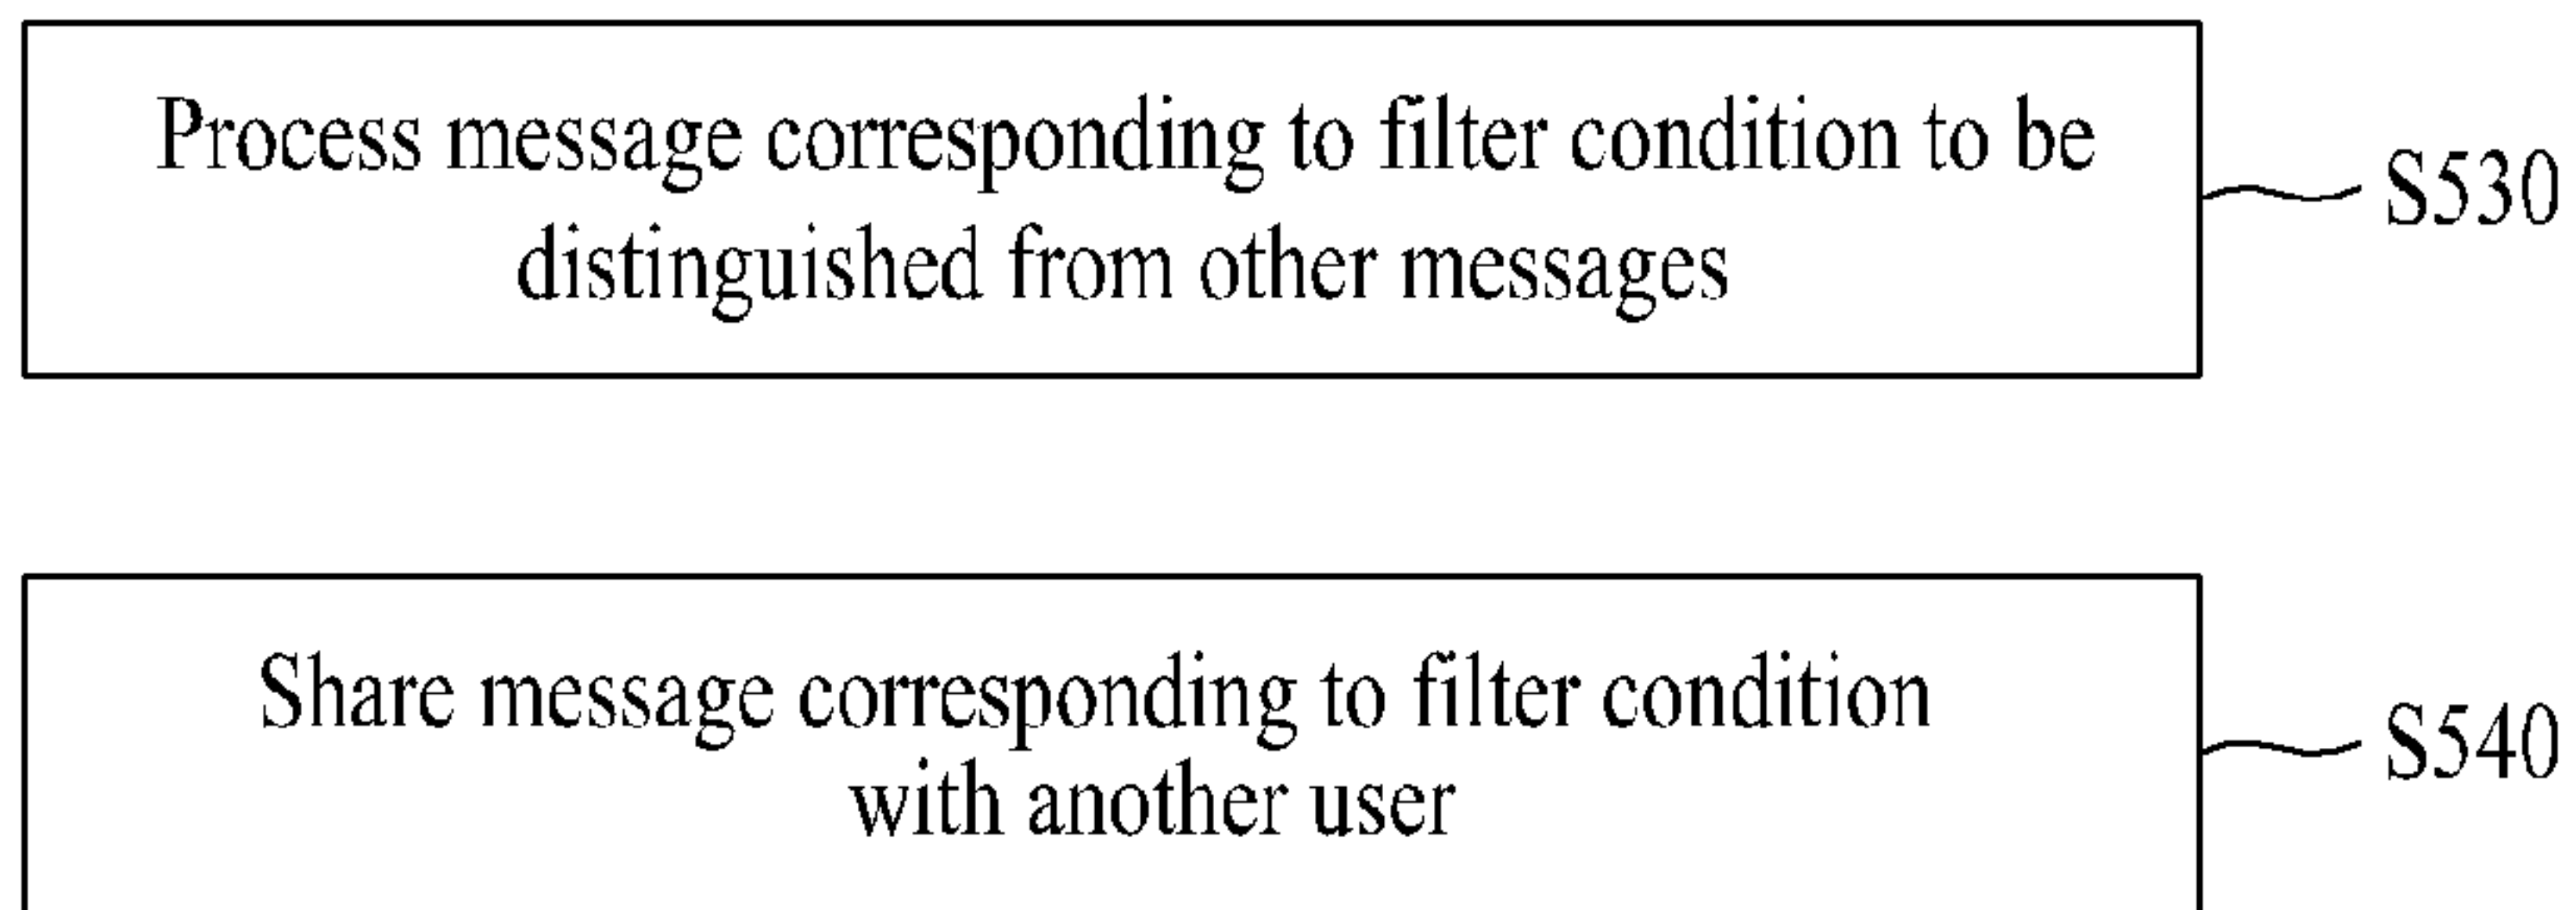 Process message corresponding to filter condition to be
distinguished from other messages
S530
Share message corresponding to filter condition
with another user
S540